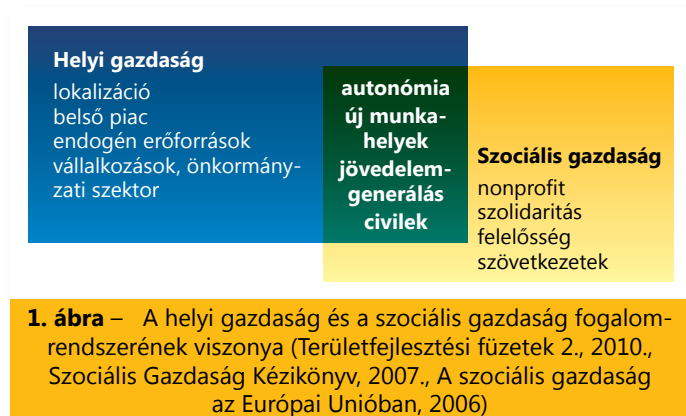 Helyi gazdaság
lokalizáció
belső piac
endogén erőforrások
vállalkozások, önkormány-
zati szektor
autonómia
új munka-
helyek
jövedelem-
generálás
civilek
Szociális gazdaság
nonprofit
szolidaritás
felelősség
szövetkezetek
1. ábra – A helyi gazdaság és a szociális gazdaság fogalom-
rendszerének viszonya (Területfejlesztési füzetek 2., 2010.,
Szociális Gazdaság Kézikönyv, 2007., A szociális gazdaság
az Európai Unióban, 2006)